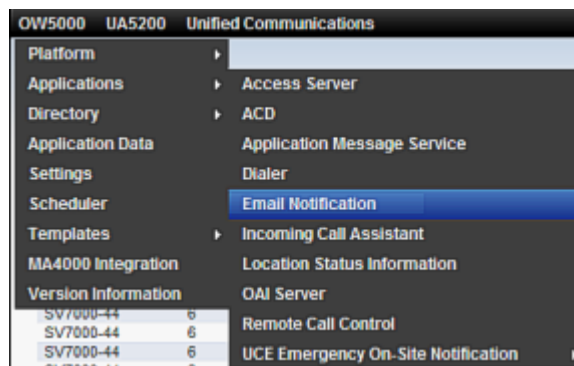 OW5000 UA5200 Unified Communications
Platform
Applications
Directory
Application Data
Settings
Scheduler
Templates
MA4000 Integration
Version Information
Access Server
ACD
Application Message Service
Dialer
Email Notification
Incoming Call Assistant
Location Status Information
OAI Server
Remote Call Control
UCE Emergency On-Site Notification
SV7000-44 6
SV7000-44 6
SV7000-44 6